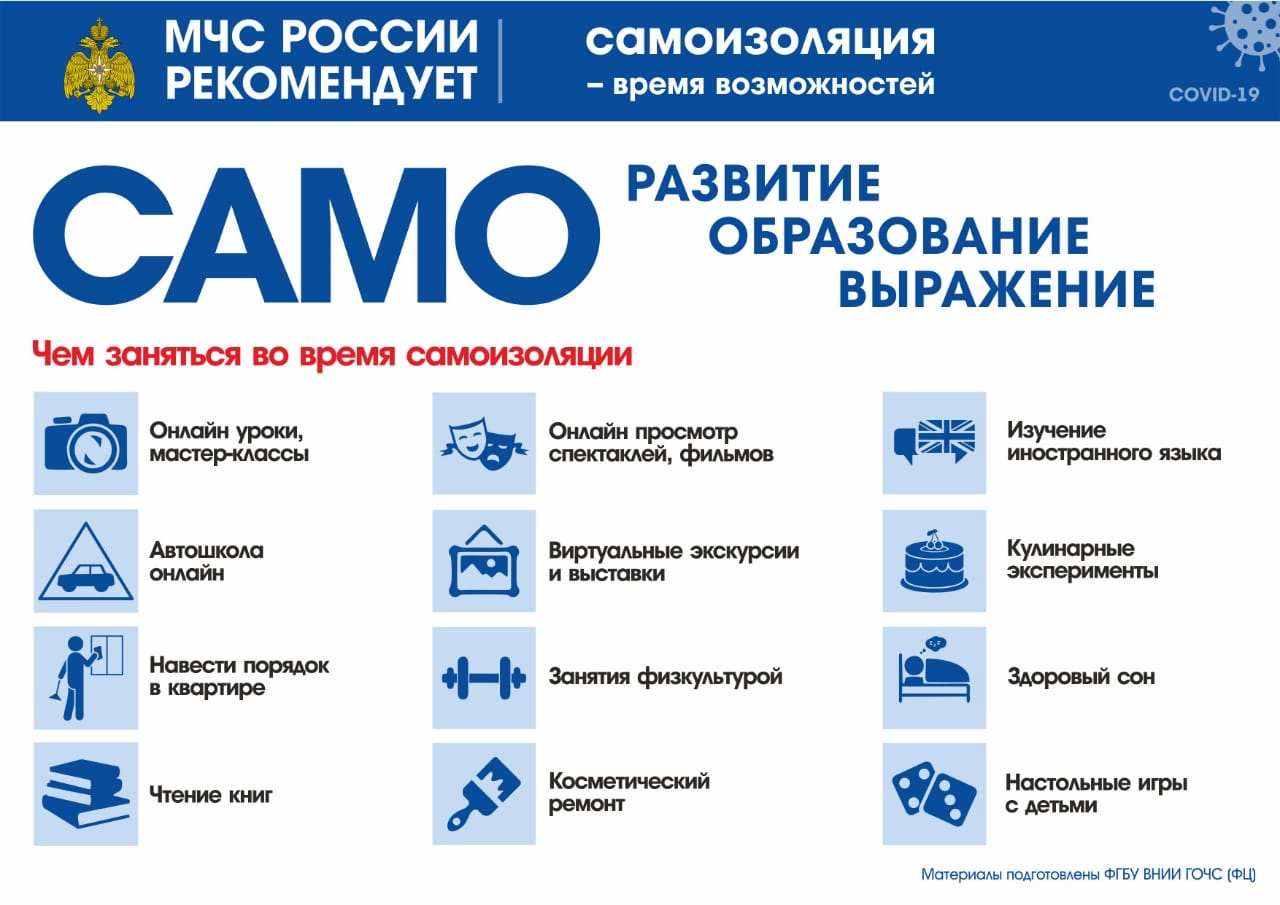 МЧС РОССИИ
РЕКОМЕНДУЕТ
самоизоляция
– время возможностей
COVID-19
САМО
РАЗВИТИЕ
ОБРАЗОВАНИЕ
ВЫРАЖЕНИЕ
Чем заняться во время самоизоляции
Онлайн уроки,
мастер-классы
Онлайн просмотр
спектаклей, фильмов
Изучение
иностранного языка
Автошкола
онлайн
Виртуальные экскурсии
и выставки
Кулинарные
эксперименты
Навести порядок
в квартире
Занятия физкультурой
Здоровый сон
Чтение книг
Косметический
ремонт
Настольные игры
с детьми
Материалы подготовлены ФГБУ ВНИИ ГОЧС (ФЦ)